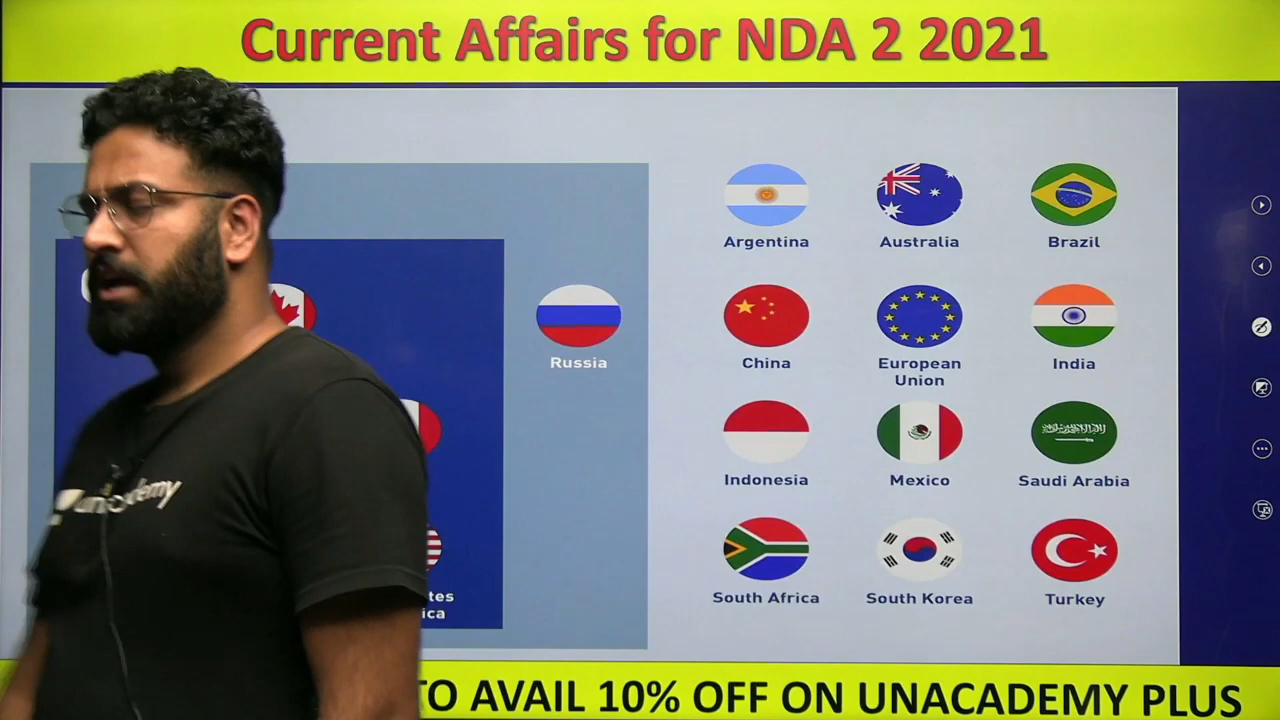 Current Affairs for NDA 2 2021
Argentina
Australia
Brazil
Russia
China
European
Union
India
Indonesia
Mexico
Saudi Arabia
South Africa
South Korea
Turkey
TO AVAIL 10% OFF ON UNACADEMY PLUS